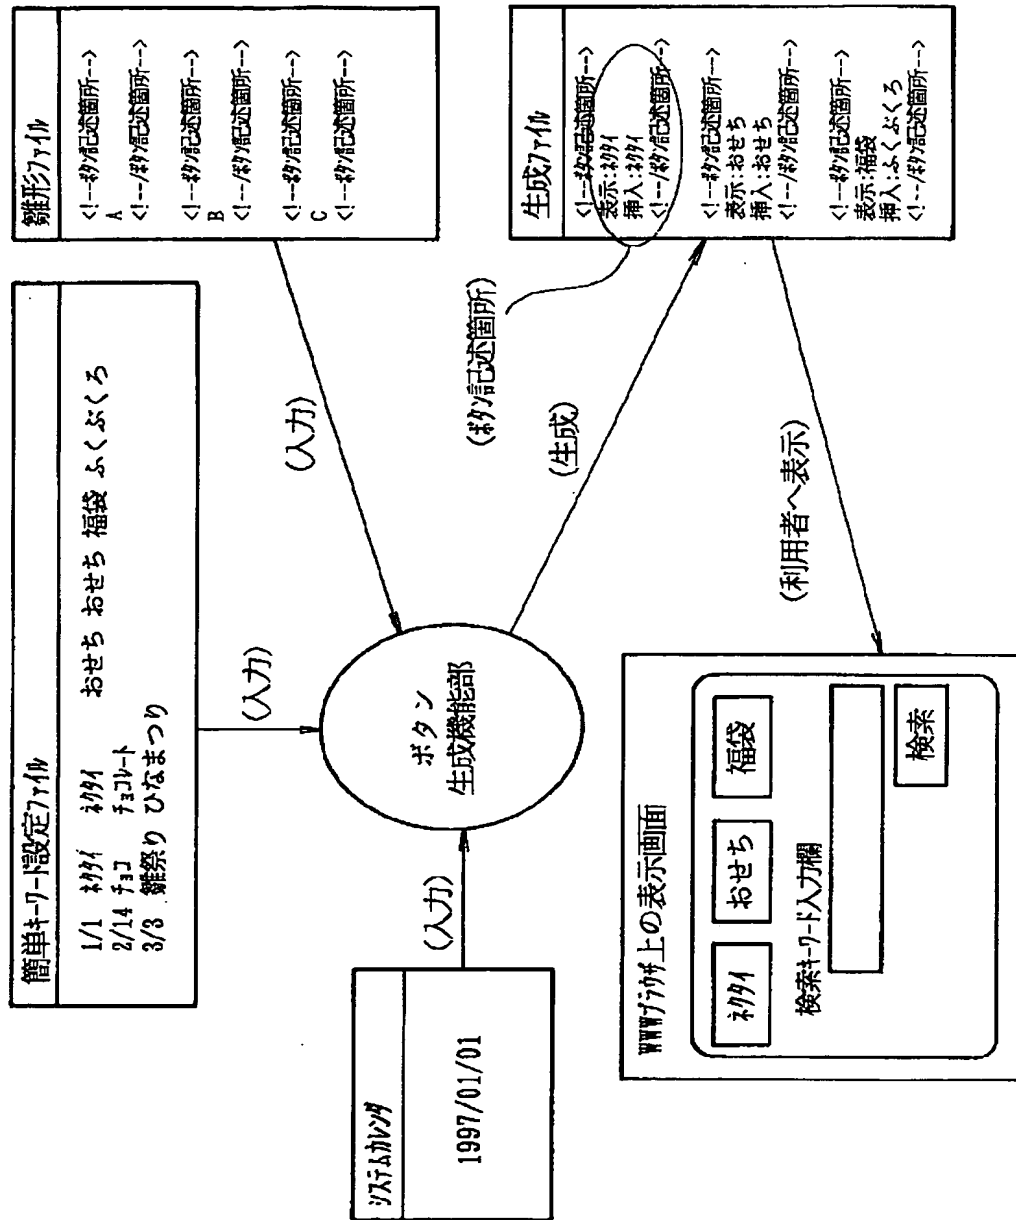 簡単ｷｰﾜｰﾄﾞ設定ﾌｧｲﾙ
1/1 ﾈｸﾀｲ ﾈｸﾀｲ おせち おせち 福袋 ふくぶくろ
2/14 ﾁｮｺ ﾁｮｺﾚｰﾄ
3/3 雛祭り ひなまつり
雛形ﾌｧｲﾙ
<!--ﾎﾞﾀﾝ記述箇所-->
A
<!--/ﾎﾞﾀﾝ記述箇所-->
<!--ﾎﾞﾀﾝ記述箇所-->
B
<!--/ﾎﾞﾀﾝ記述箇所-->
<!--ﾎﾞﾀﾝ記述箇所-->
C
<!--ﾎﾞﾀﾝ記述箇所-->
(入力)
(入力)
ｼｽﾃﾑｶﾚﾝﾀﾞ
1997/01/01
(入力)
ボタン
生成機能部
(ﾎﾞﾀﾝ記述箇所)
(生成)
生成ﾌｧｲﾙ
<!--ﾎﾞﾀﾝ記述箇所-->
表示:ﾈｸﾀｲ
挿入:ﾈｸﾀｲ
<!--/ﾎﾞﾀﾝ記述箇所-->
<!--ﾎﾞﾀﾝ記述箇所-->
表示:おせち
挿入:おせち
<!--/ﾎﾞﾀﾝ記述箇所-->
<!--ﾎﾞﾀﾝ記述箇所-->
表示:福袋
挿入:ふくぶくろ
<!--/ﾎﾞﾀﾝ記述箇所-->
(利用者へ表示)
WWWﾌﾞﾗｳｻﾞ上の表示画面
ﾈｸﾀｲ おせち 福袋
検索ｷｰﾜｰﾄﾞ入力欄
検索